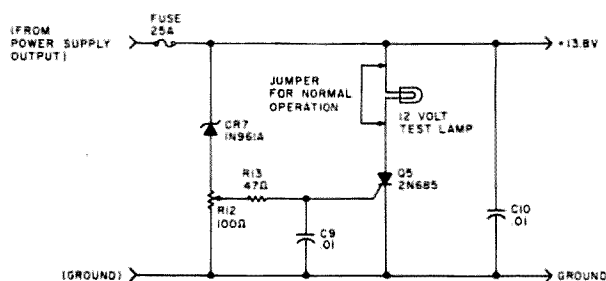 FUSE
25A
(FROM
POWER SUPPLY
OUTPUT)
+13.8V
JUMPER
FOR NORMAL
OPERATION
12 VOLT
TEST LAMP
CR7
1N961A
Q5
2N685
R13
47Ω
R12
100Ω
C9
.01
C10
.01
(GROUND)
GROUND